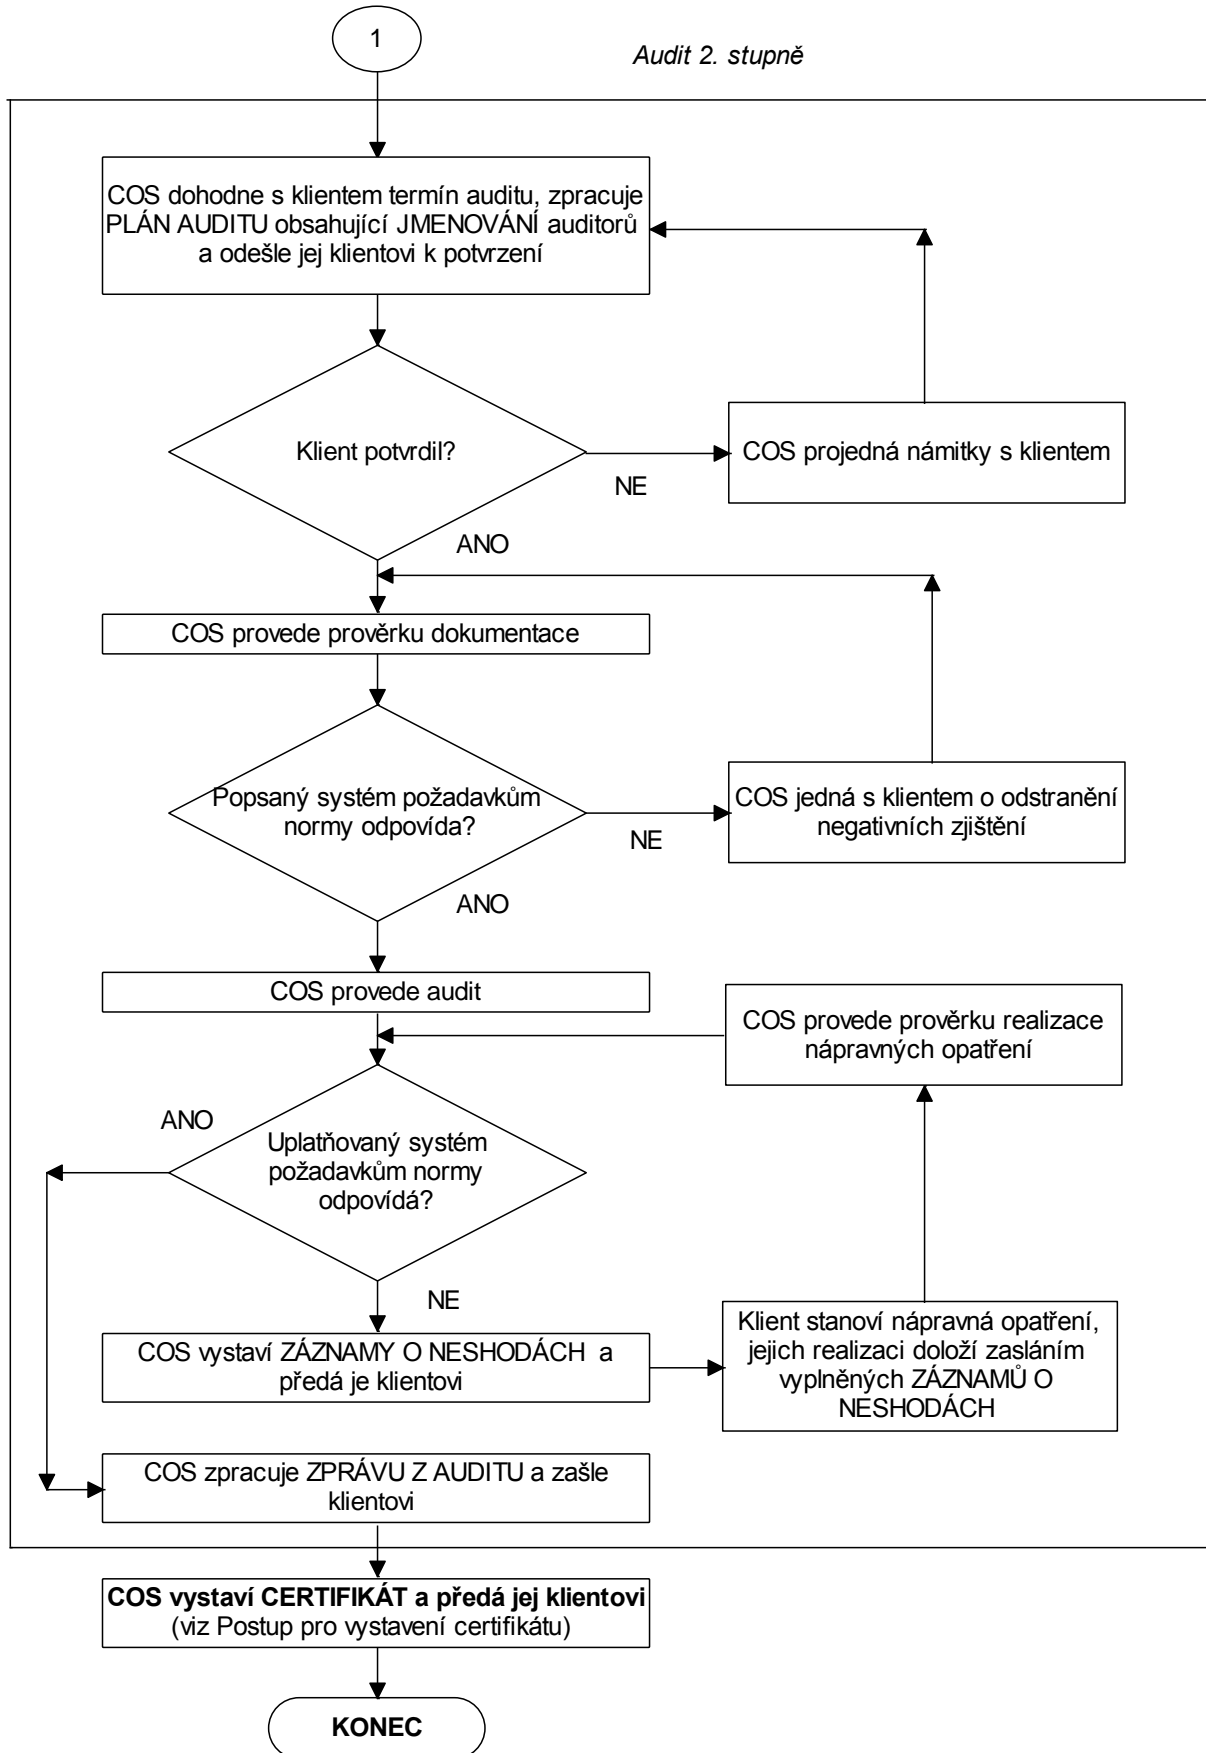 1
Audit 2. stupně
COS dohodne s klientem termín auditu, zpracuje
PLÁN AUDITU obsahující JMENOVÁNÍ auditorů
a odešle jej klientovi k potvrzení
Klient potvrdil?
NE
COS projedná námitky s klientem
ANO
COS provede prověrku dokumentace
Popsaný systém požadavkům
normy odpovída?
NE
COS jedná s klientem o odstranění
negativních zjištění
ANO
COS provede audit
COS provede prověrku realizace
nápravných opatření
ANO
Uplatňovaný systém
požadavkům normy
odpovídá?
NE
COS vystaví ZÁZNAMY O NESHODÁCH a
předá je klientovi
Klient stanoví nápravná opatření,
jejich realizaci doloží zasláním
vyplněných ZÁZNAMŮ O
NESHODÁCH
COS zpracuje ZPRÁVU Z AUDITU a zašle
klientovi
COS vystaví CERTIFIKÁT a předá jej klientovi
(viz Postup pro vystavení certifikátu)
KONEC